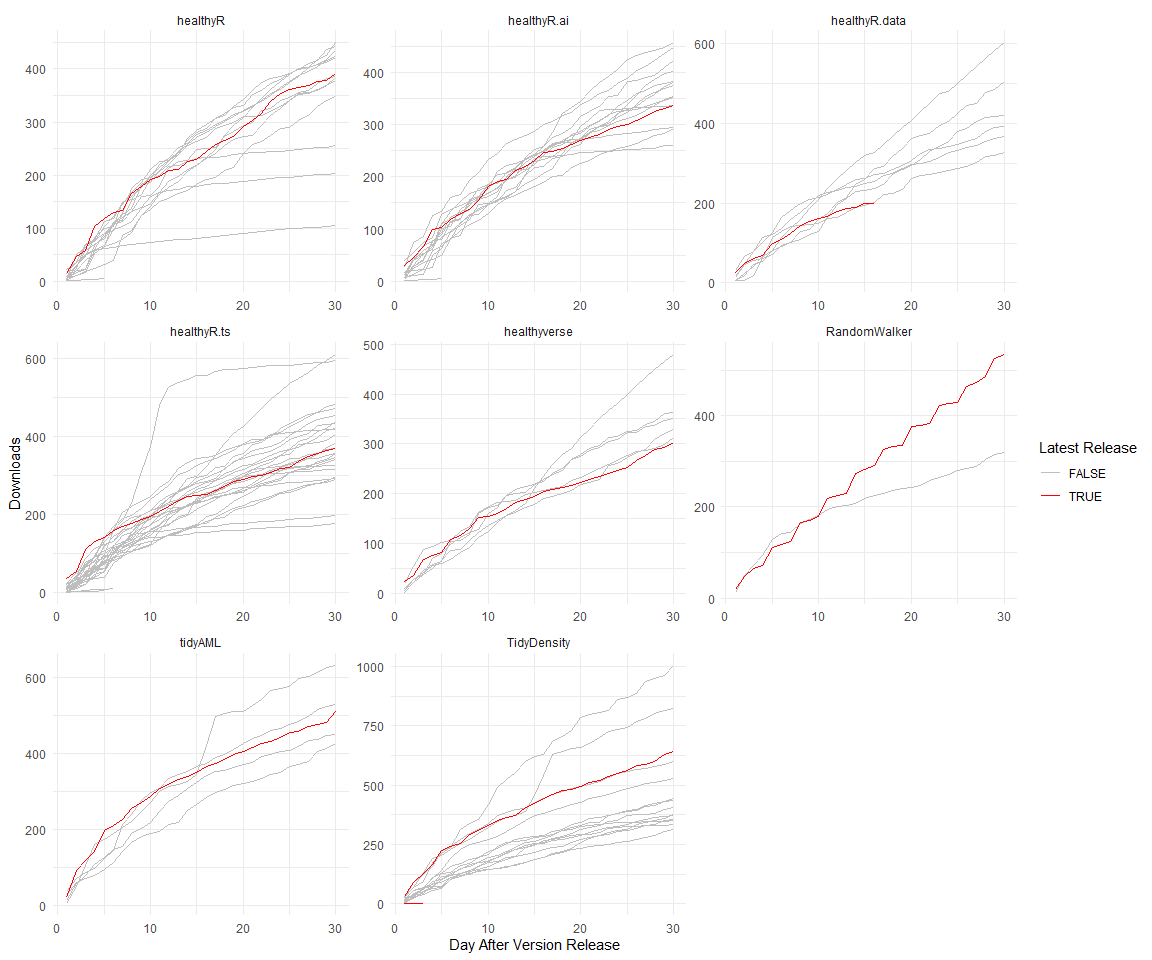 healthyR healthyR.ai healthyR.data
400
300
200
100
0
0 10 20 30
400
300
200
100
0
0 10 20 30
600
400
200
0
0 10 20 30
healthyR.ts healthyverse RandomWalker
600
400
200
0
0 10 20 30
500
400
300
200
100
0
0 10 20 30
400
200
0
0 10 20 30
tidyAML TidyDensity
600
400
200
0
0 10 20 30
1000
750
500
250
0
0 10 20 30
Downloads
Day After Version Release
Latest Release
FALSE
TRUE